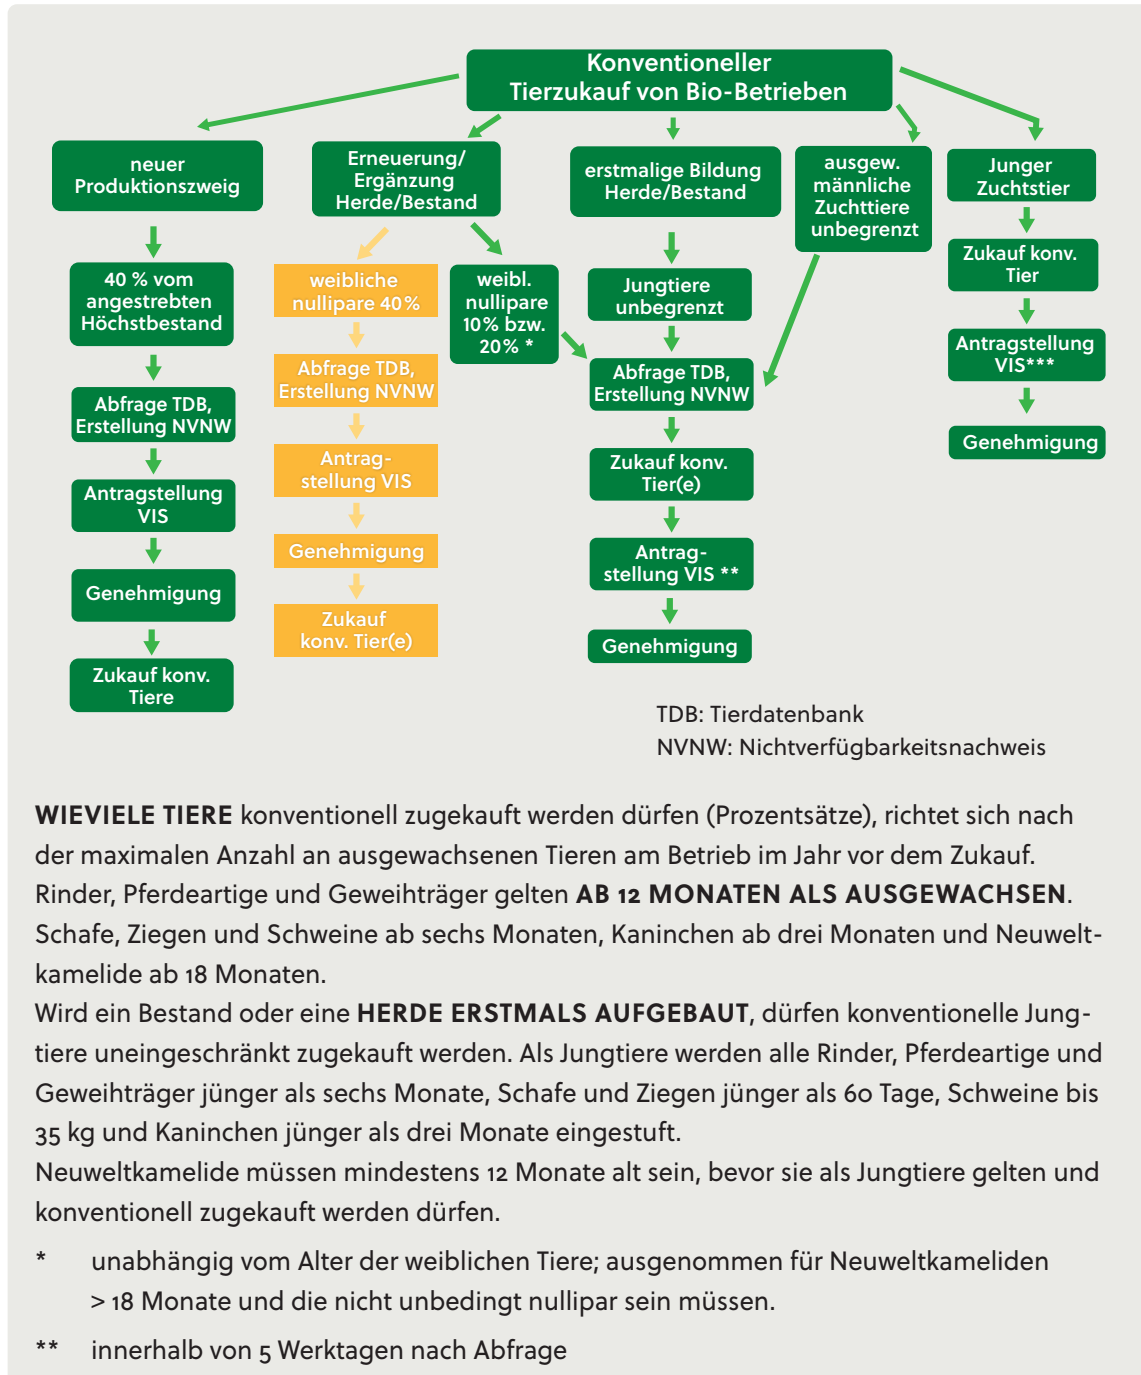 Konventioneller
Tierzukauf von Bio-Betrieben
neuer
Produktionszweig
40 % vom
angestrebten
Höchstbestand
Abfrage TDB,
Erstellung NVNW
Antragstellung
VIS
Genehmigung
Zukauf konv.
Tiere
Erneuerung/
Ergänzung
Herde/Bestand
weibliche
nullipare 40%
Abfrage TDB,
Erstellung NVNW
Antrag-
stellung VIS
Genehmigung
Zukauf
konv. Tier(e)
weibl.
nullipare
10% bzw.
20% *
erstmalige Bildung
Herde/Bestand
Jungtiere
unbegrenzt
Abfrage TDB,
Erstellung NVNW
Zukauf konv.
Tier(e)
Antrag-
stellung VIS **
Genehmigung
ausgew.
männliche
Zuchttiere
unbegrenzt
Junger
Zuchtstier
Zukauf konv.
Tier
Antragstellung
VIS***
Genehmigung
TDB: Tierdatenbank
NVNW: Nichtverfügbarkeitsnachweis
WIEVIELE TIERE konventionell zugekauft werden dürfen (Prozentsätze), richtet sich nach
der maximalen Anzahl an ausgewachsenen Tieren am Betrieb im Jahr vor dem Zukauf.
Rinder, Pferdeartige und Geweihträger gelten AB 12 MONATEN ALS AUSGEWACHSEN.
Schafe, Ziegen und Schweine ab sechs Monaten, Kaninchen ab drei Monaten und Neuwelt-
kamelide ab 18 Monaten.
Wird ein Bestand oder eine HERDE ERSTMALS AUFGEBAUT, dürfen konventionelle Jung-
tiere uneingeschränkt zugekauft werden. Als Jungtiere werden alle Rinder, Pferdeartige und
Geweihträger jünger als sechs Monate, Schafe und Ziegen jünger als 60 Tage, Schweine bis
35 kg und Kaninchen jünger als drei Monate eingestuft.
Neuweltkamelide müssen mindestens 12 Monate alt sein, bevor sie als Jungtiere gelten und
konventionell zugekauft werden dürfen.
* unabhängig vom Alter der weiblichen Tiere; ausgenommen für Neuweltkameliden
> 18 Monate und die nicht unbedingt nullipar sein müssen.
** innerhalb von 5 Werktagen nach Abfrage